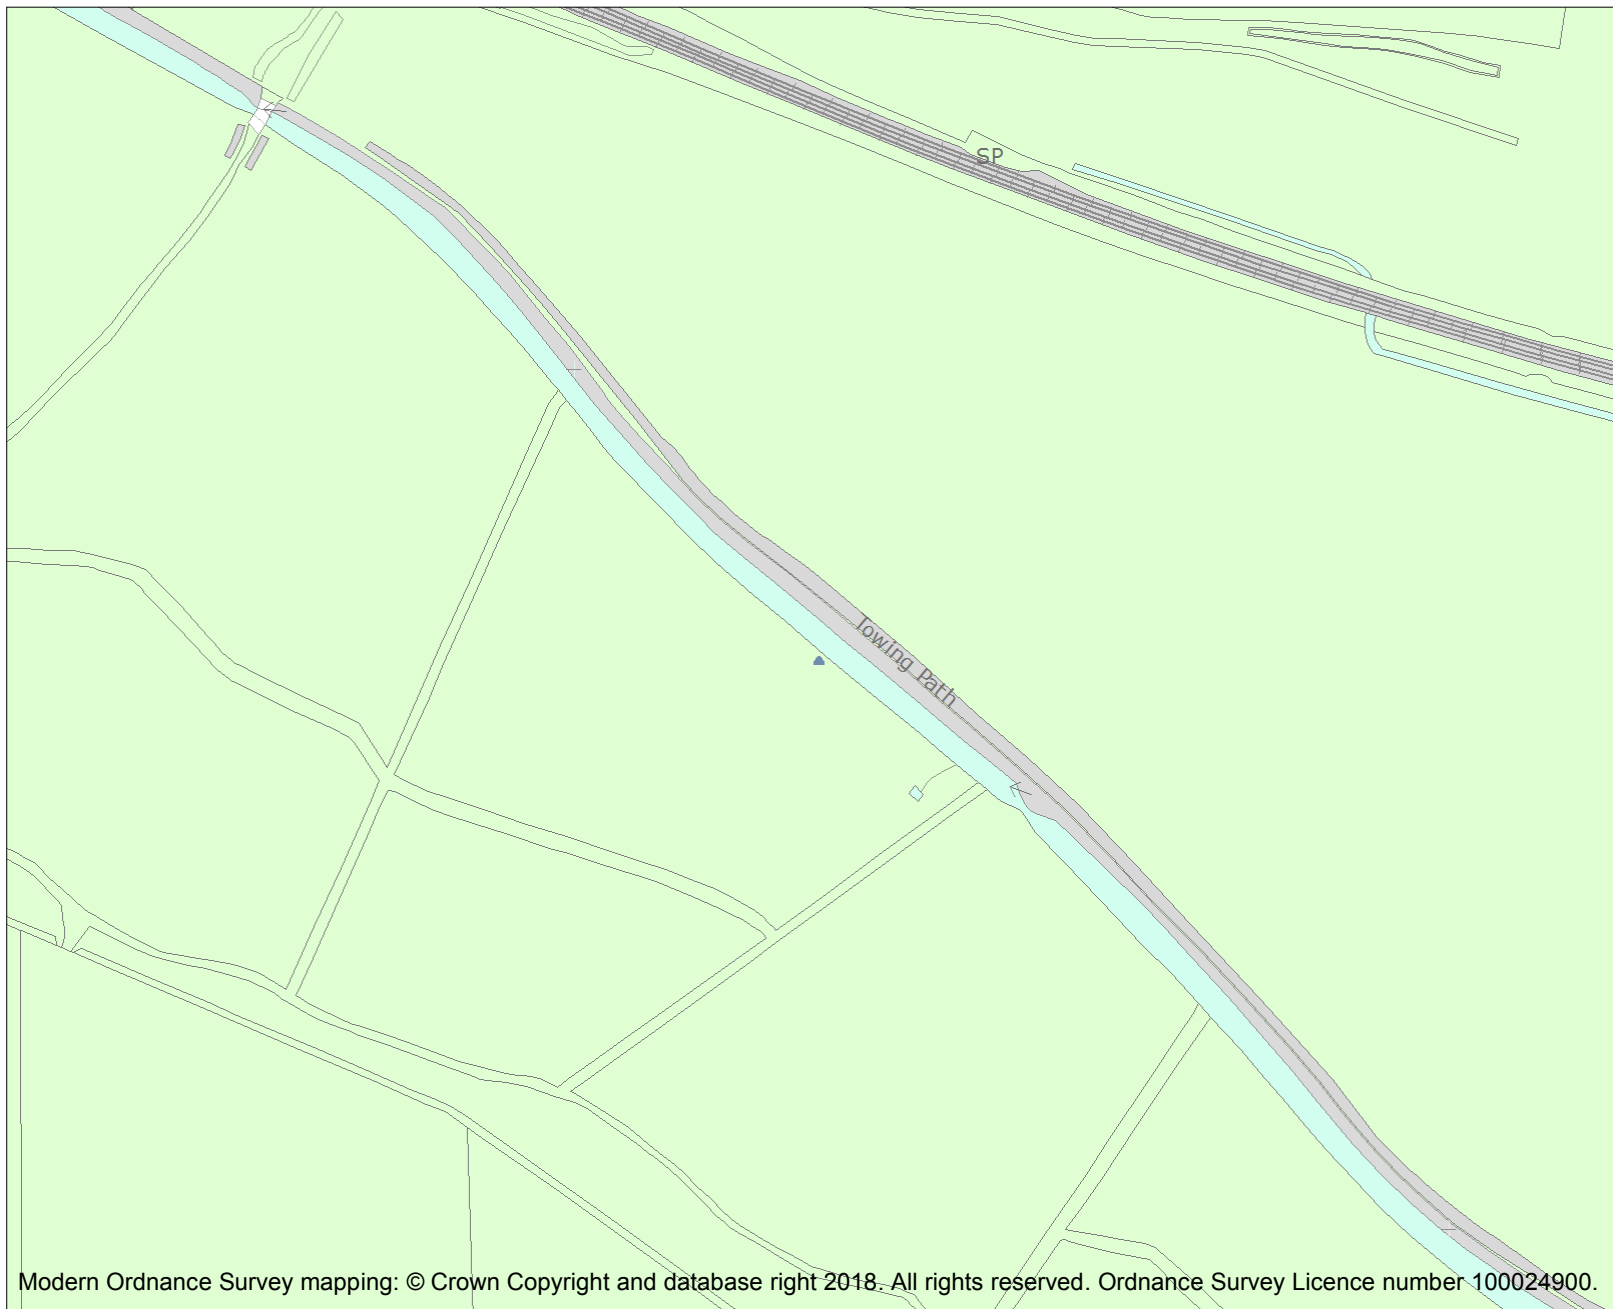 SP
Towing Path
Modern Ordnance Survey mapping: © Crown Copyright and database right 2018. All rights reserved. Ordnance Survey Licence number 100024900.